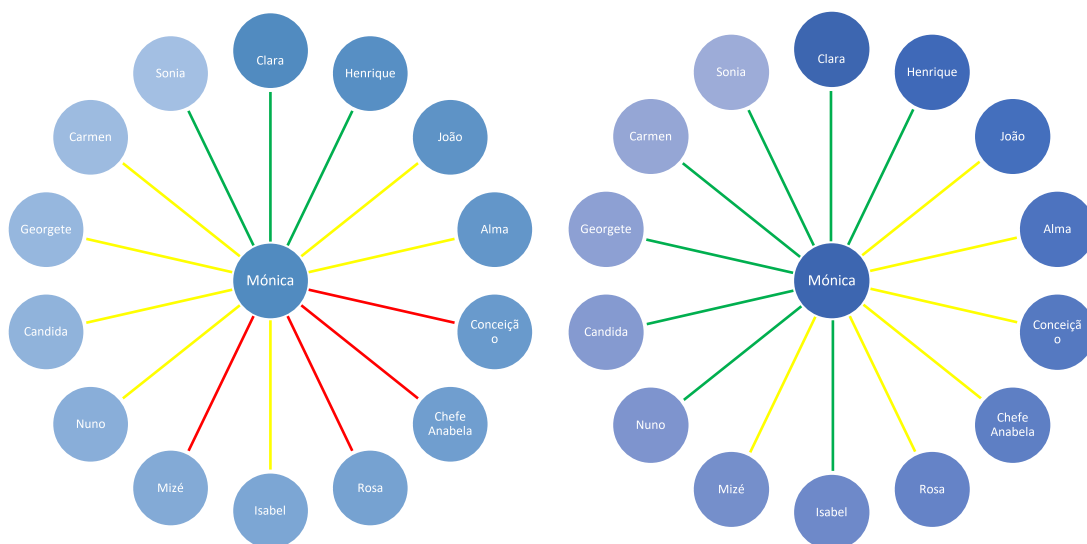 Clara
Henrique
João
Alma
Conceiçã
o
Chefe
Anabela
Rosa
Isabel
Mizé
Nuno
Candida
Georgete
Carmen
Sonia
Mónica
Clara
Henrique
João
Alma
Conceiçã
o
Chefe
Anabela
Rosa
Isabel
Mizé
Nuno
Candida
Georgete
Carmen
Sonia
Mónica